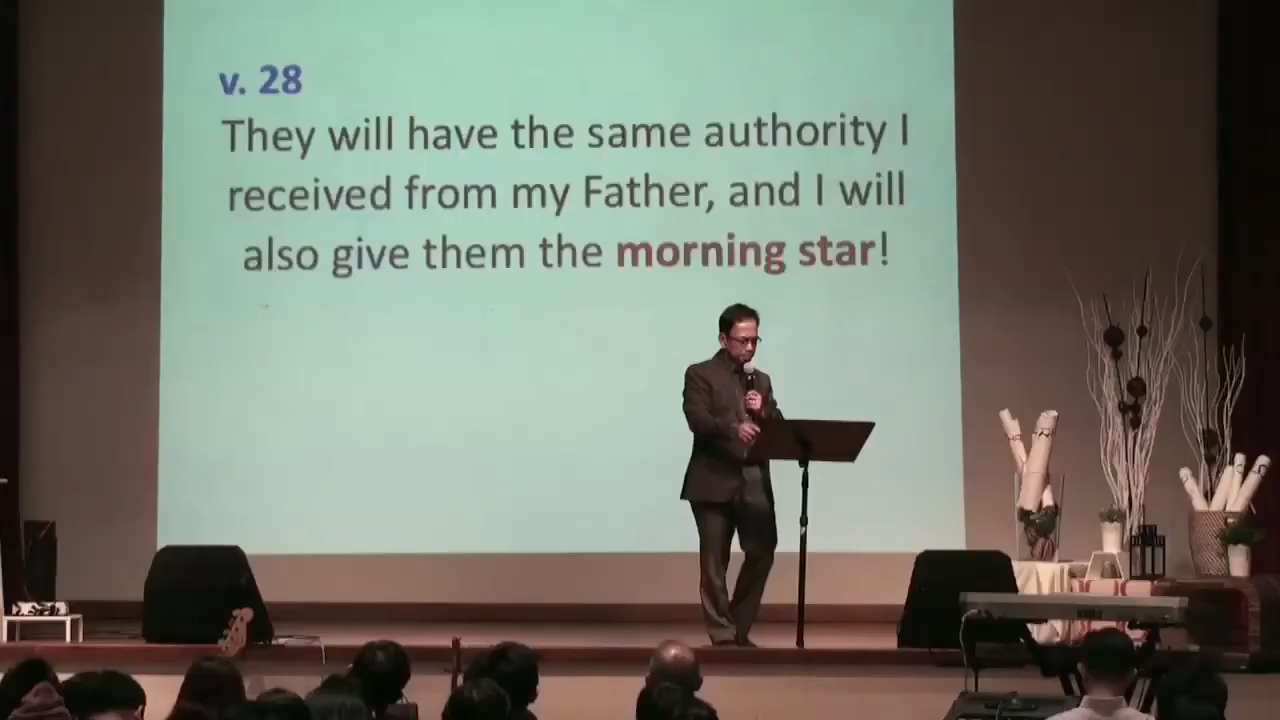 v. 28
They will have the same authority I
received from my Father, and I will
also give them the morning star!